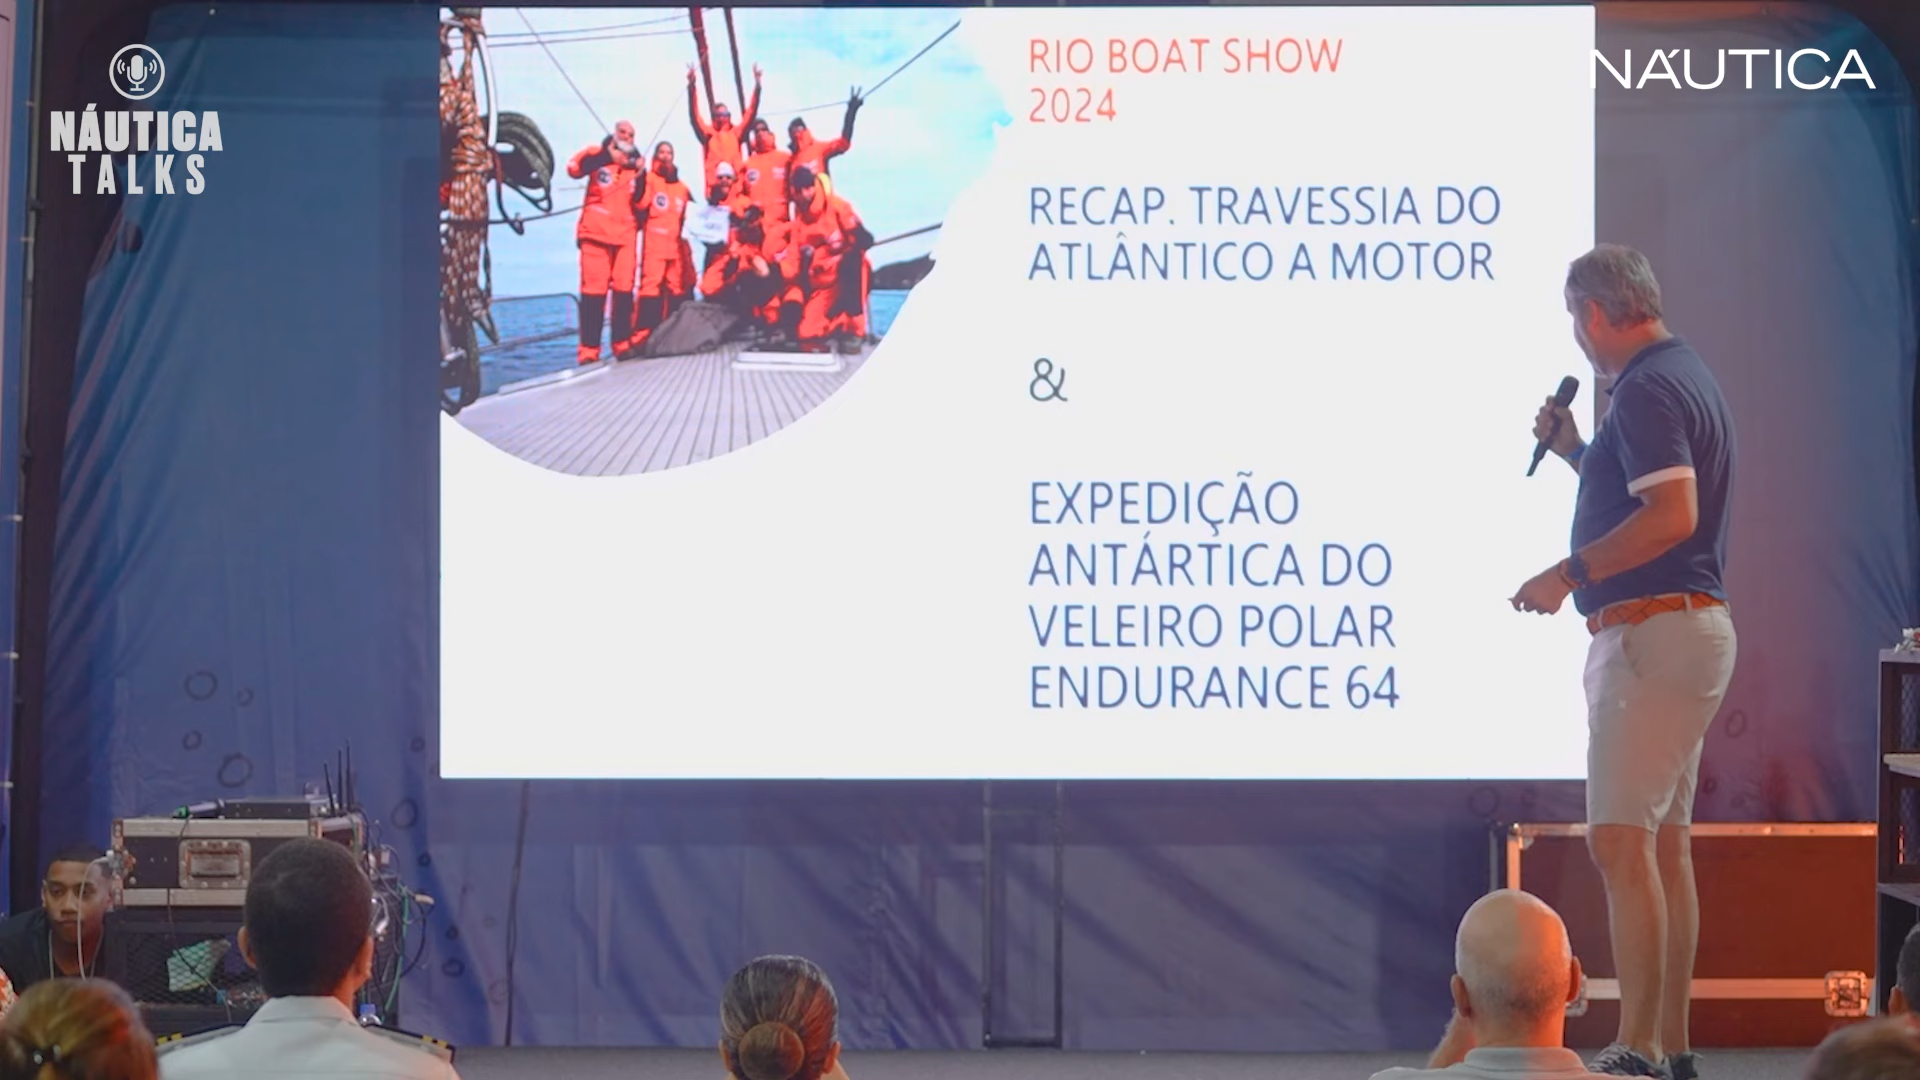 NÁUTICA
TALKS
NÁUTICA
RIO BOAT SHOW
2024
RECAP. TRAVESSIA DO
ATLÂNTICO A MOTOR
&
EXPEDIÇÃO
ANTÁRTICA DO
VELEIRO POLAR
ENDURANCE 64